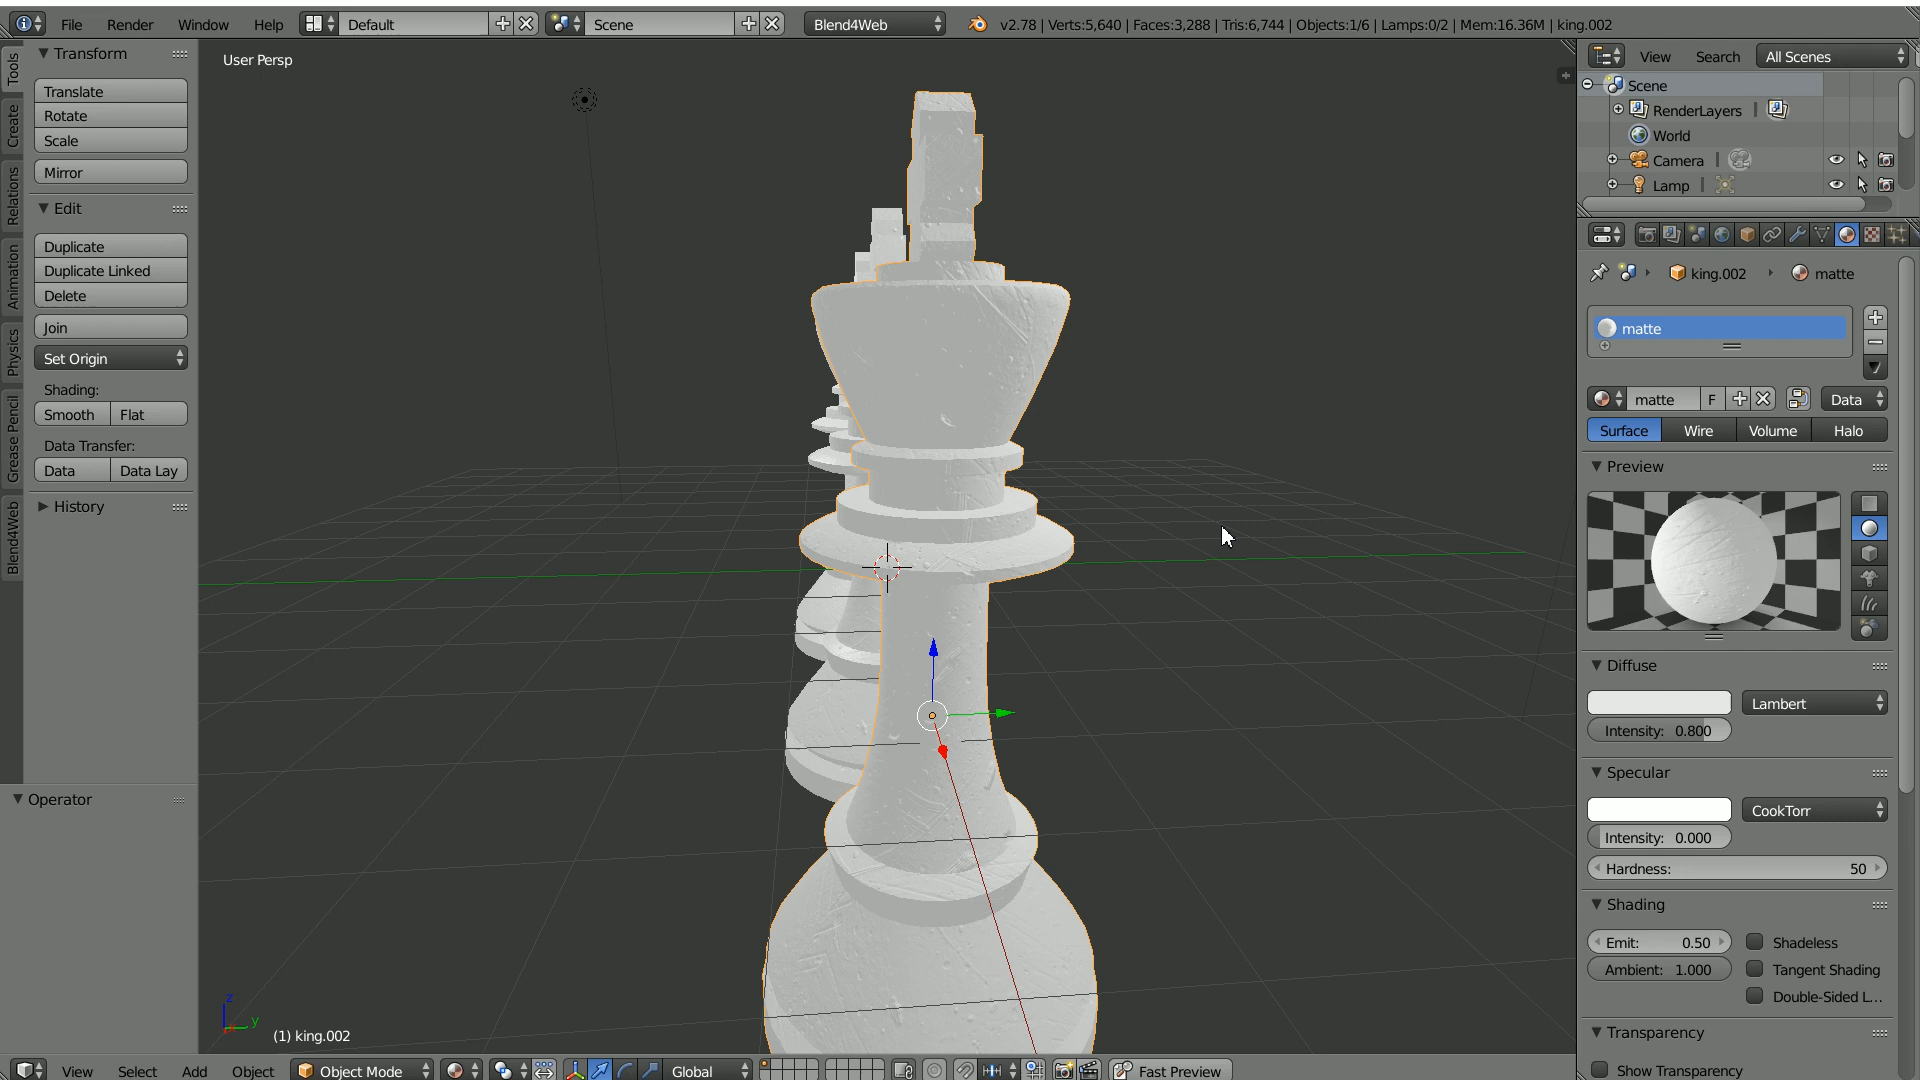 File Render Window Help Default Scene Blend4Web v2.78 | Verts:5,640 | Faces:3,288 | Tris:6,744 | Objects:1/6 | Lamps:0/2 | Mem:16.36M | king.002
Tools
Create
Relations
Animation
Physics
Grease Pencil
Blend4Web
Transform
Translate
Rotate
Scale
Mirror
Edit
Duplicate
Duplicate Linked
Delete
Join
Set Origin
Shading:
Smooth Flat
Data Transfer:
Data Data Lay
History
Operator
User Persp
z
y
x
(1) king.002
View Select Add Object Object Mode Global Fast Preview
View Search All Scenes
Scene
RenderLayers |
World
Camera |
Lamp |
king.002 matte
matte
matte F Data
Surface Wire Volume Halo
Preview
Diffuse
Lambert
Intensity: 0.800
Specular
CookTorr
Intensity: 0.000
Hardness: 50
Shading
Emit: 0.50 Shadeless
Ambient: 1.000 Tangent Shading
Double-Sided L...
Transparency
Show Transparency